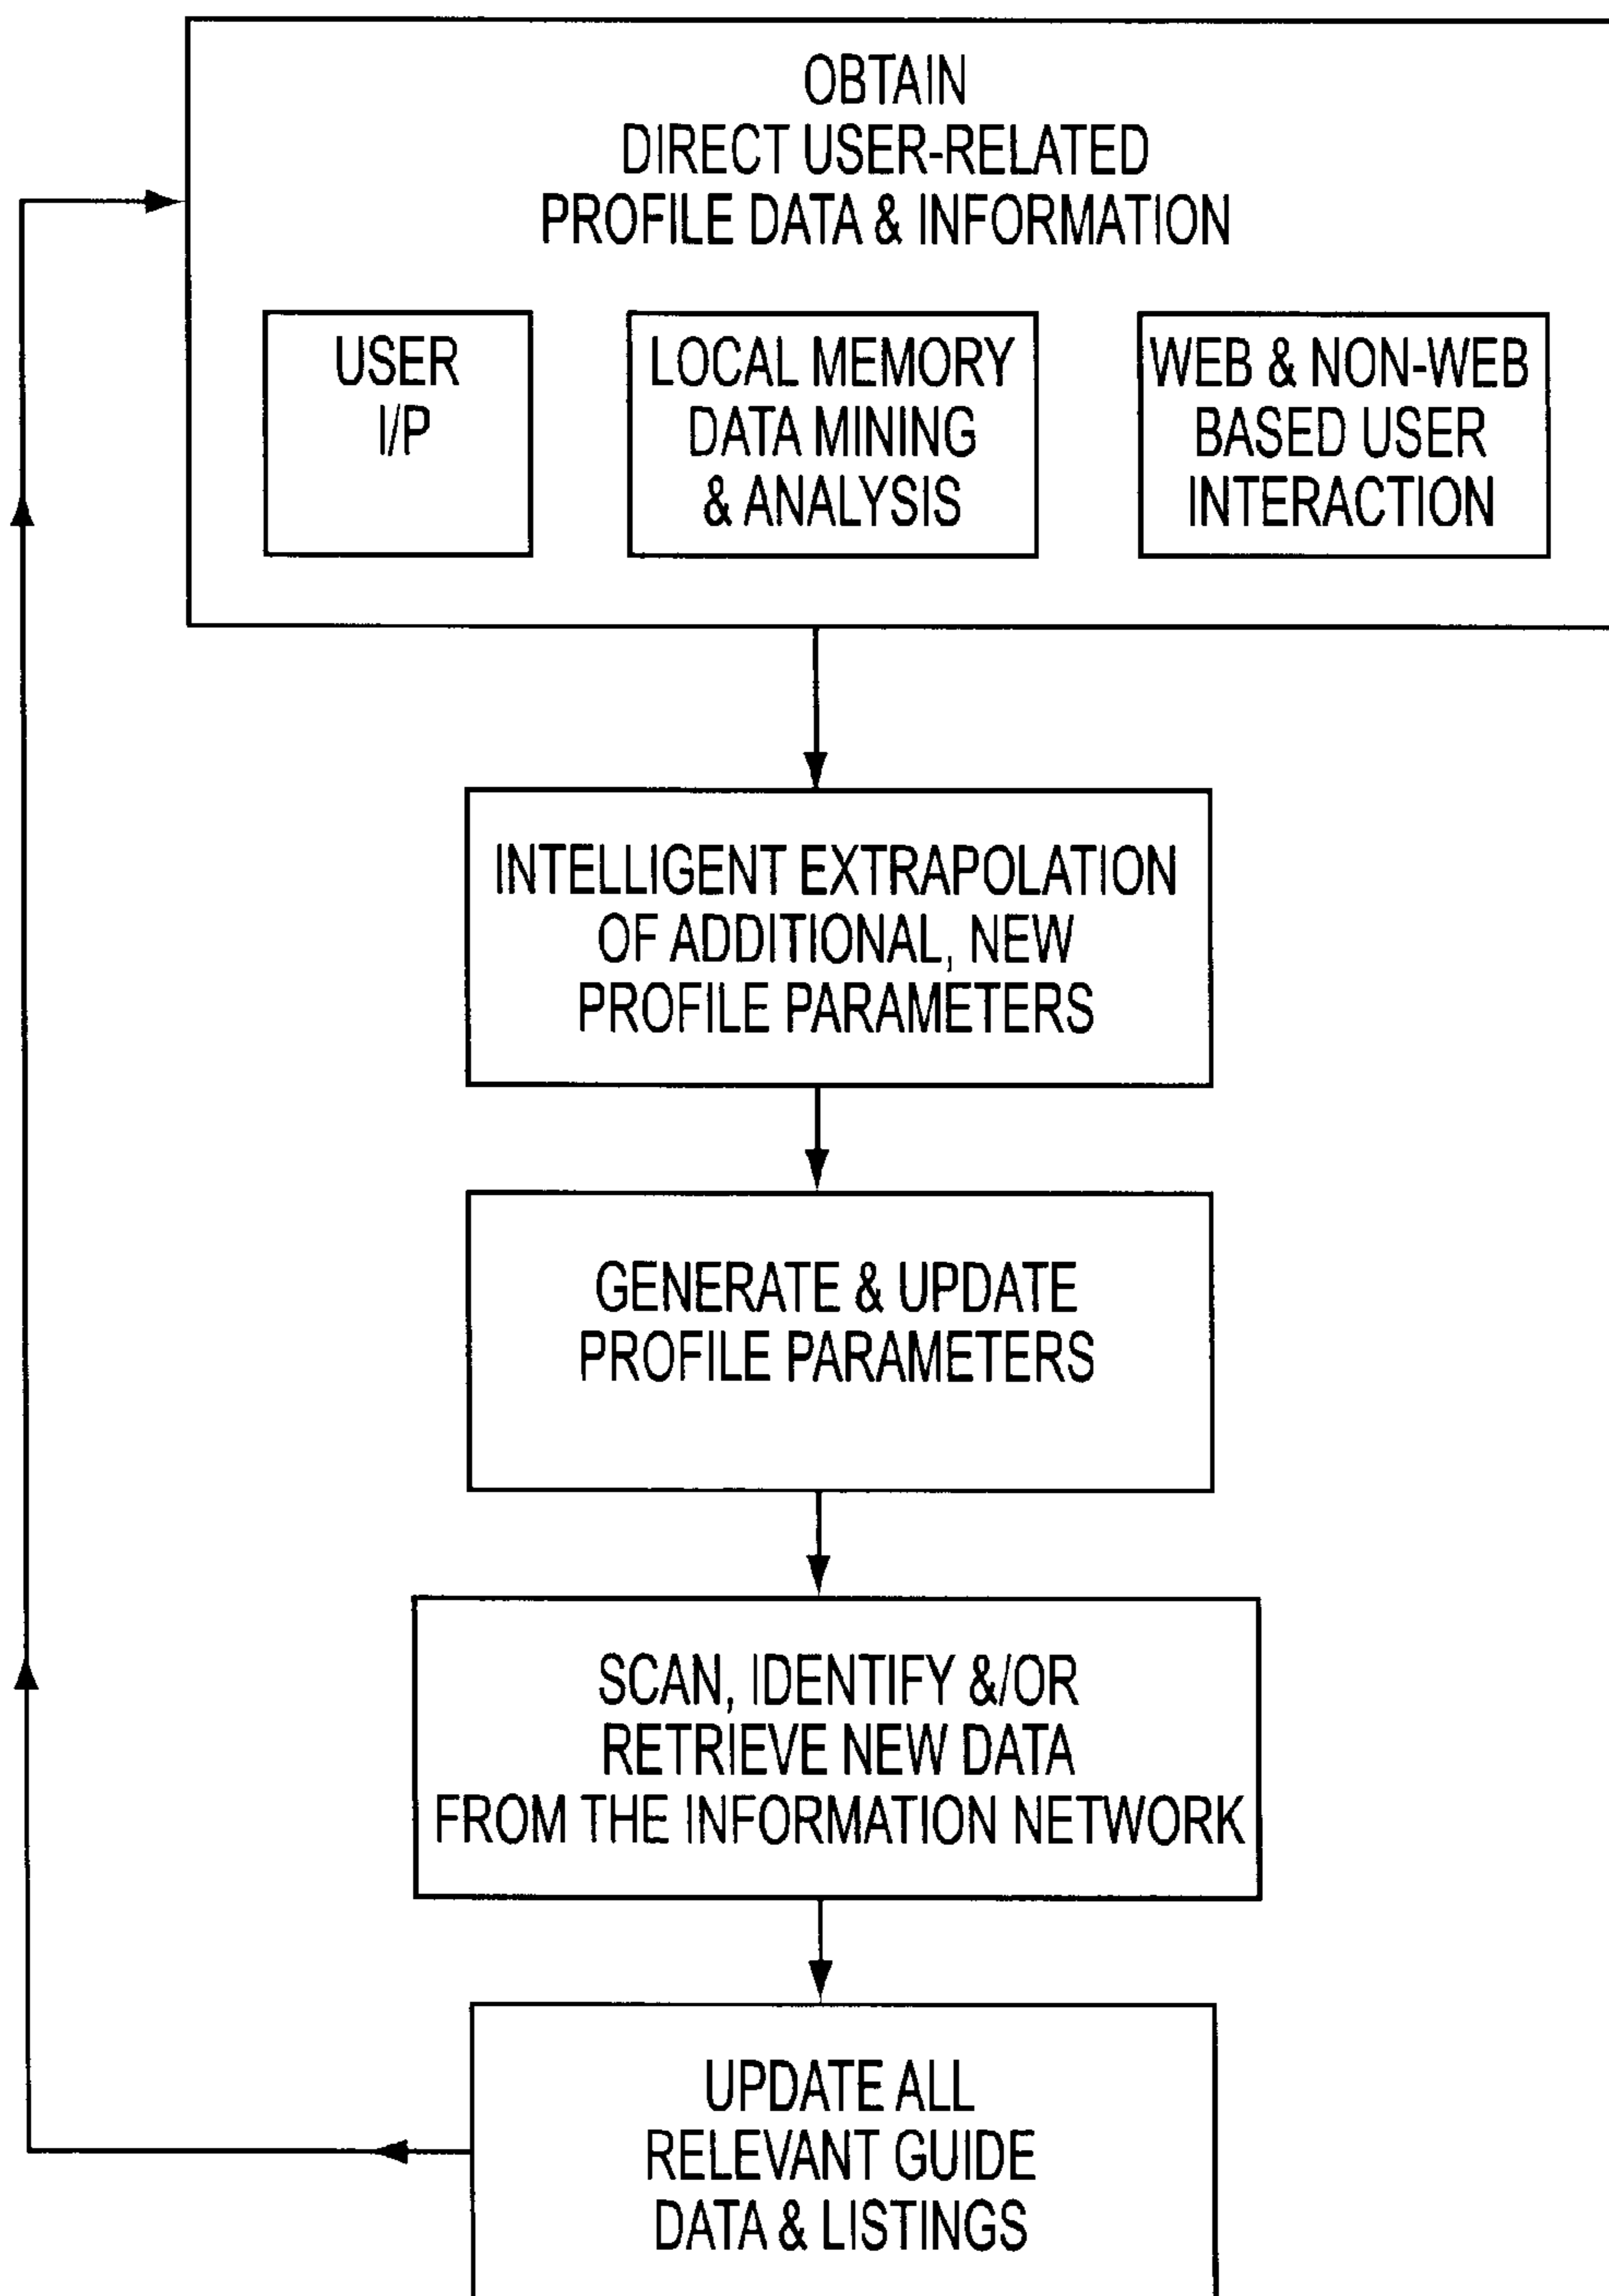 OBTAIN
DIRECT USER-RELATED
PROFILE DATA & INFORMATION
USER
I/P
LOCAL MEMORY
DATA MINING
& ANALYSIS
WEB & NON-WEB
BASED USER
INTERACTION
INTELLIGENT EXTRAPOLATION
OF ADDITIONAL, NEW
PROFILE PARAMETERS
GENERATE & UPDATE
PROFILE PARAMETERS
SCAN, IDENTIFY &/OR
RETRIEVE NEW DATA
FROM THE INFORMATION NETWORK
UPDATE ALL
RELEVANT GUIDE
DATA & LISTINGS